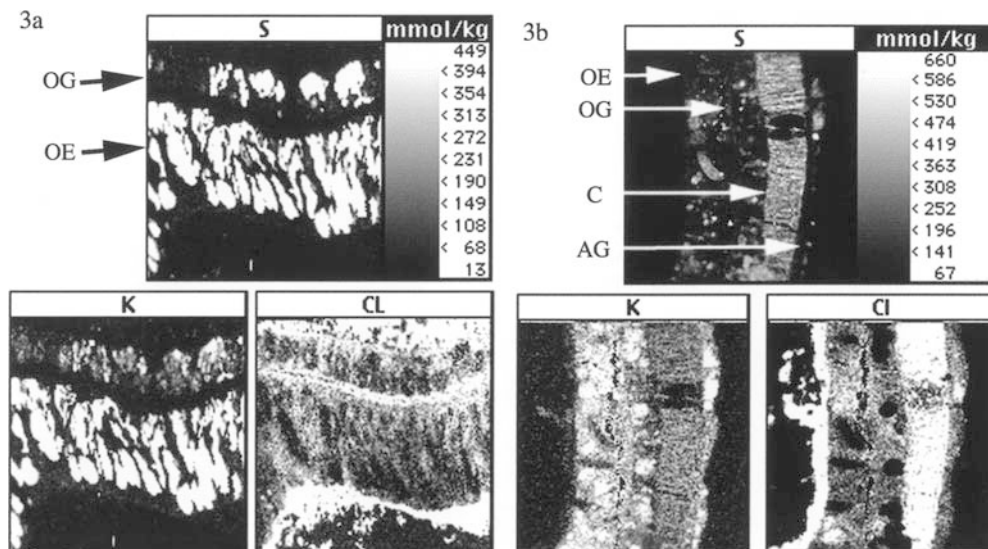 3a
S
mmol/kg
OG
OE
449
< 394
< 354
< 313
< 272
< 231
< 190
< 149
< 108
< 68
13
K
CL
3b
S
mmol/kg
OE
OG
C
AG
660
< 586
< 530
< 474
< 419
< 363
< 308
< 252
< 196
< 141
67
K
Cl